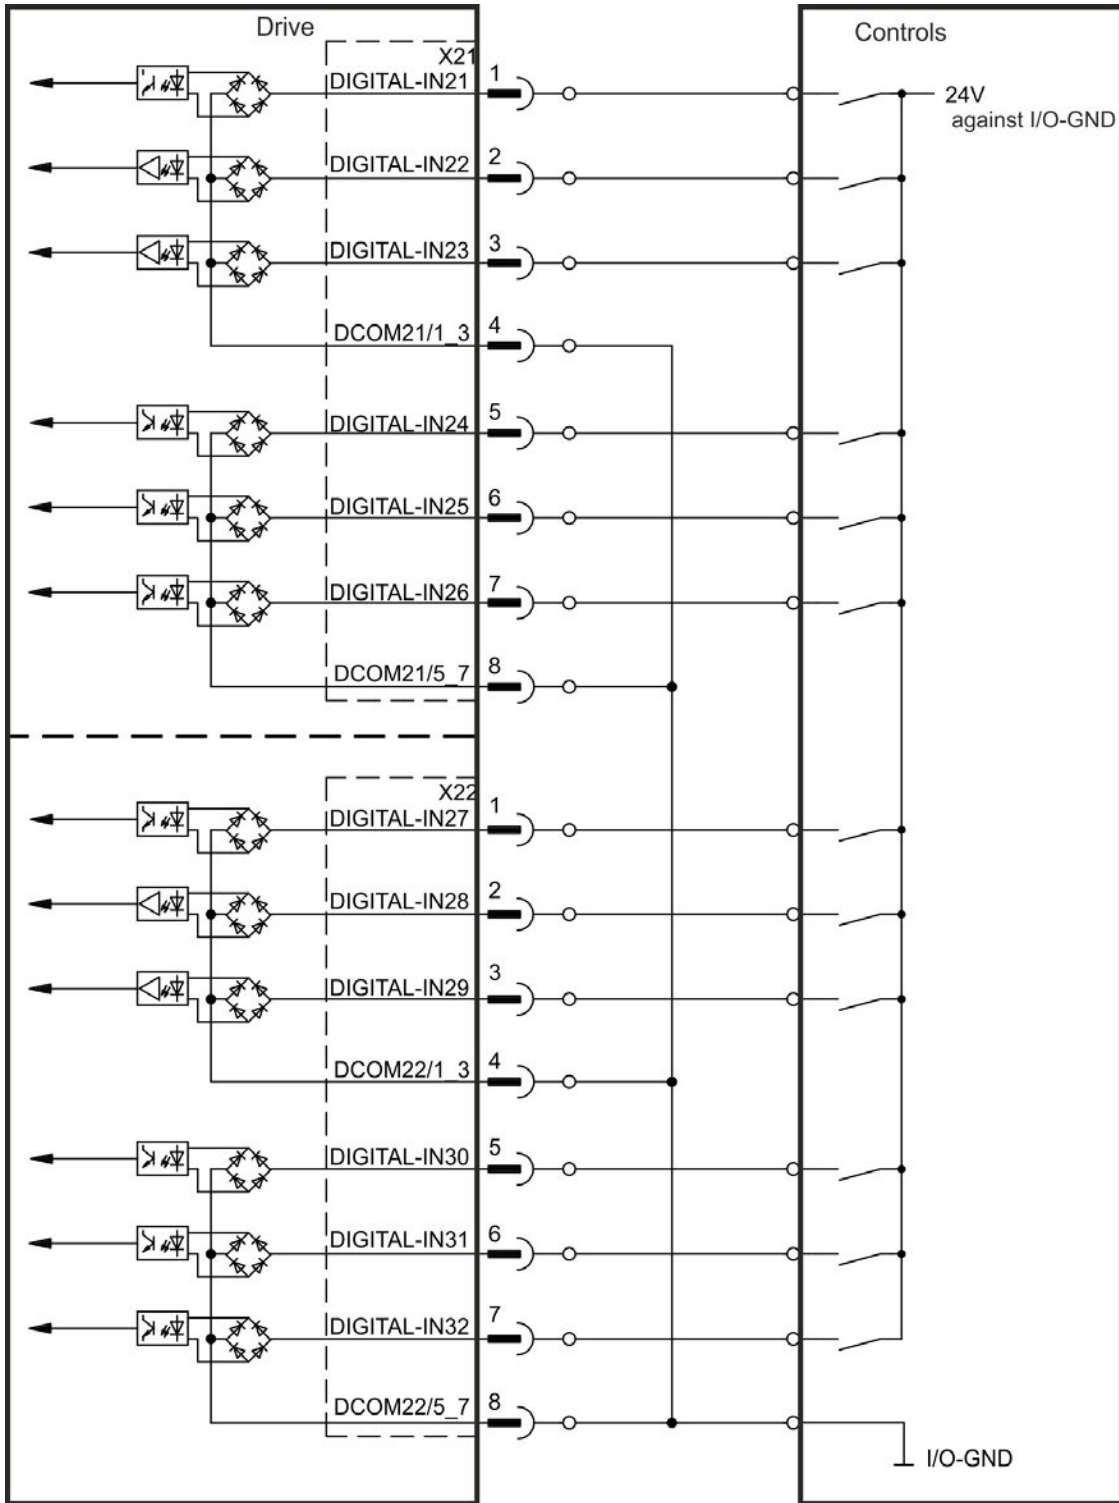 Drive
Controls
X21
DIGITAL-IN21 1
24V
against I/O-GND
DIGITAL-IN22 2
DIGITAL-IN23 3
DCOM21/1_3 4
DIGITAL-IN24 5
DIGITAL-IN25 6
DIGITAL-IN26 7
DCOM21/5_7 8
X22
DIGITAL-IN27 1
DIGITAL-IN28 2
DIGITAL-IN29 3
DCOM22/1_3 4
DIGITAL-IN30 5
DIGITAL-IN31 6
DIGITAL-IN32 7
DCOM22/5_7 8
I/O-GND